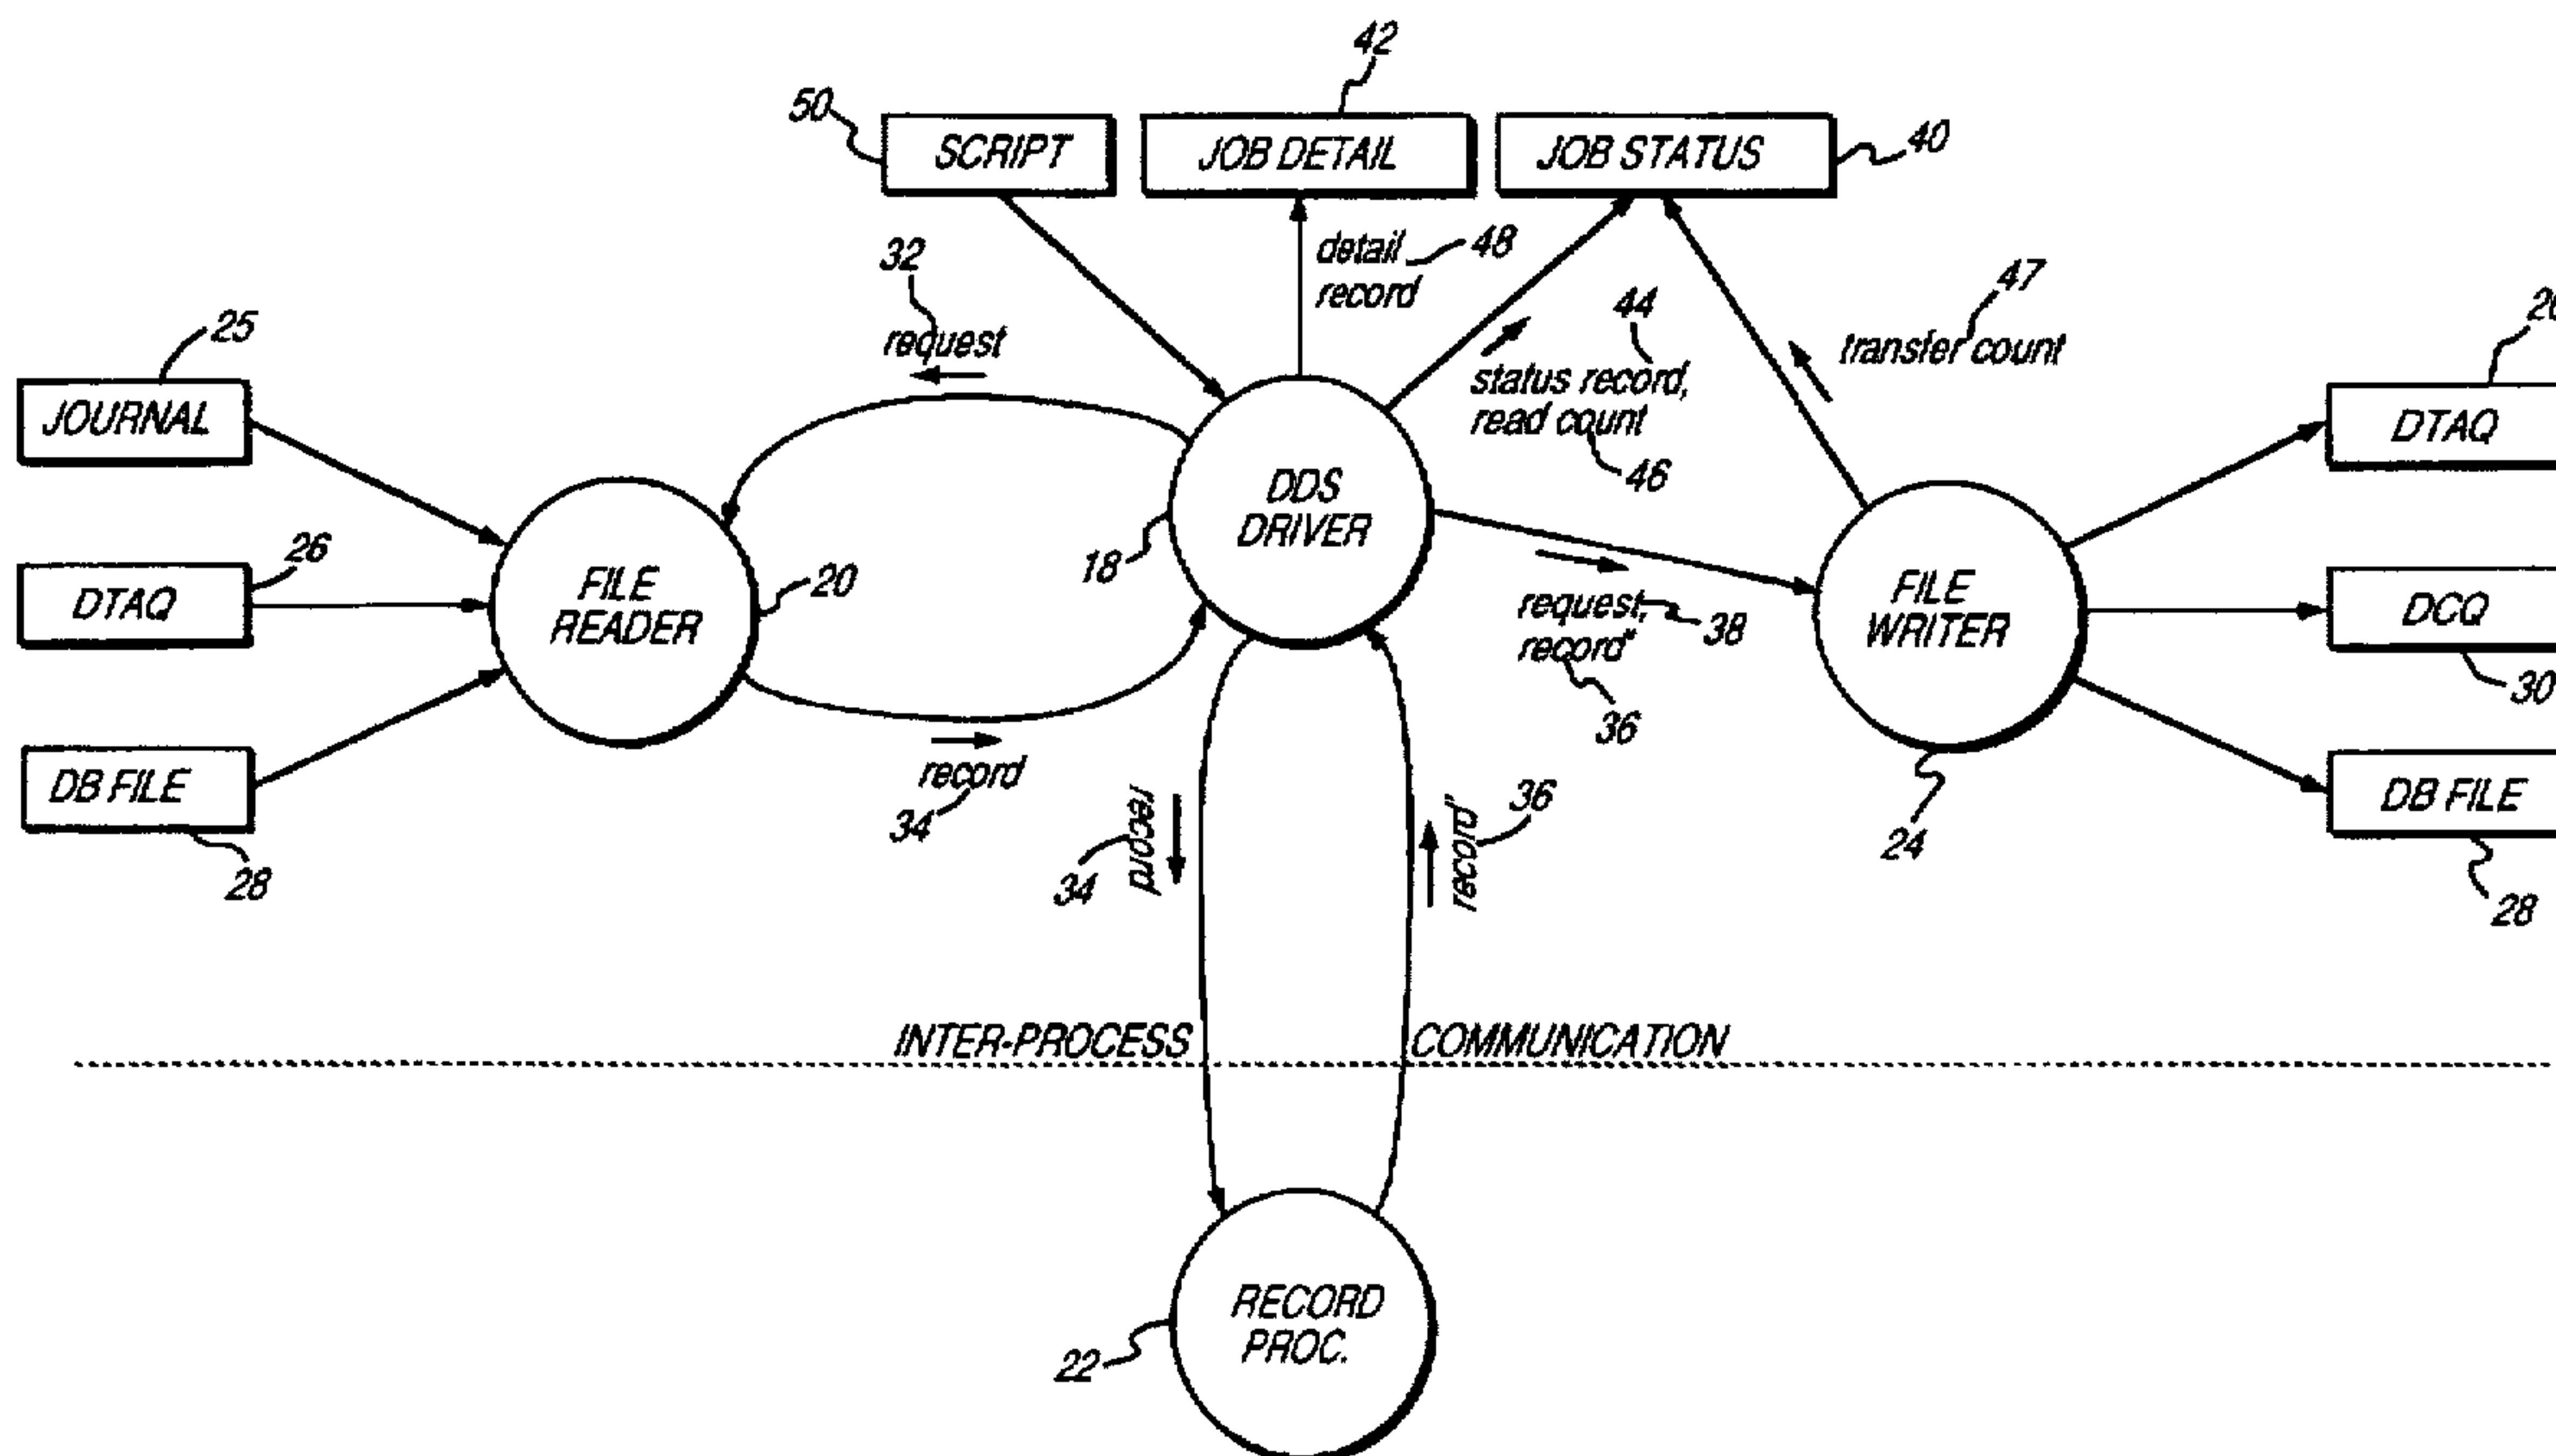 42
50
SCRIPT
JOB DETAIL
JOB STATUS
40
32
request
detail
record
48
44
status record,
read count
46
47
transfer count
25
JOURNAL
DTAQ
26
DB FILE
28
FILE
READER
20
DDS
DRIVER
18
request,
record"
38
36
FILE
WRITER
24
DTAQ
DCQ
30
DB FILE
28
record
34
record
34
record"
36
INTER-PROCESS COMMUNICATION
RECORD
PROC.
22